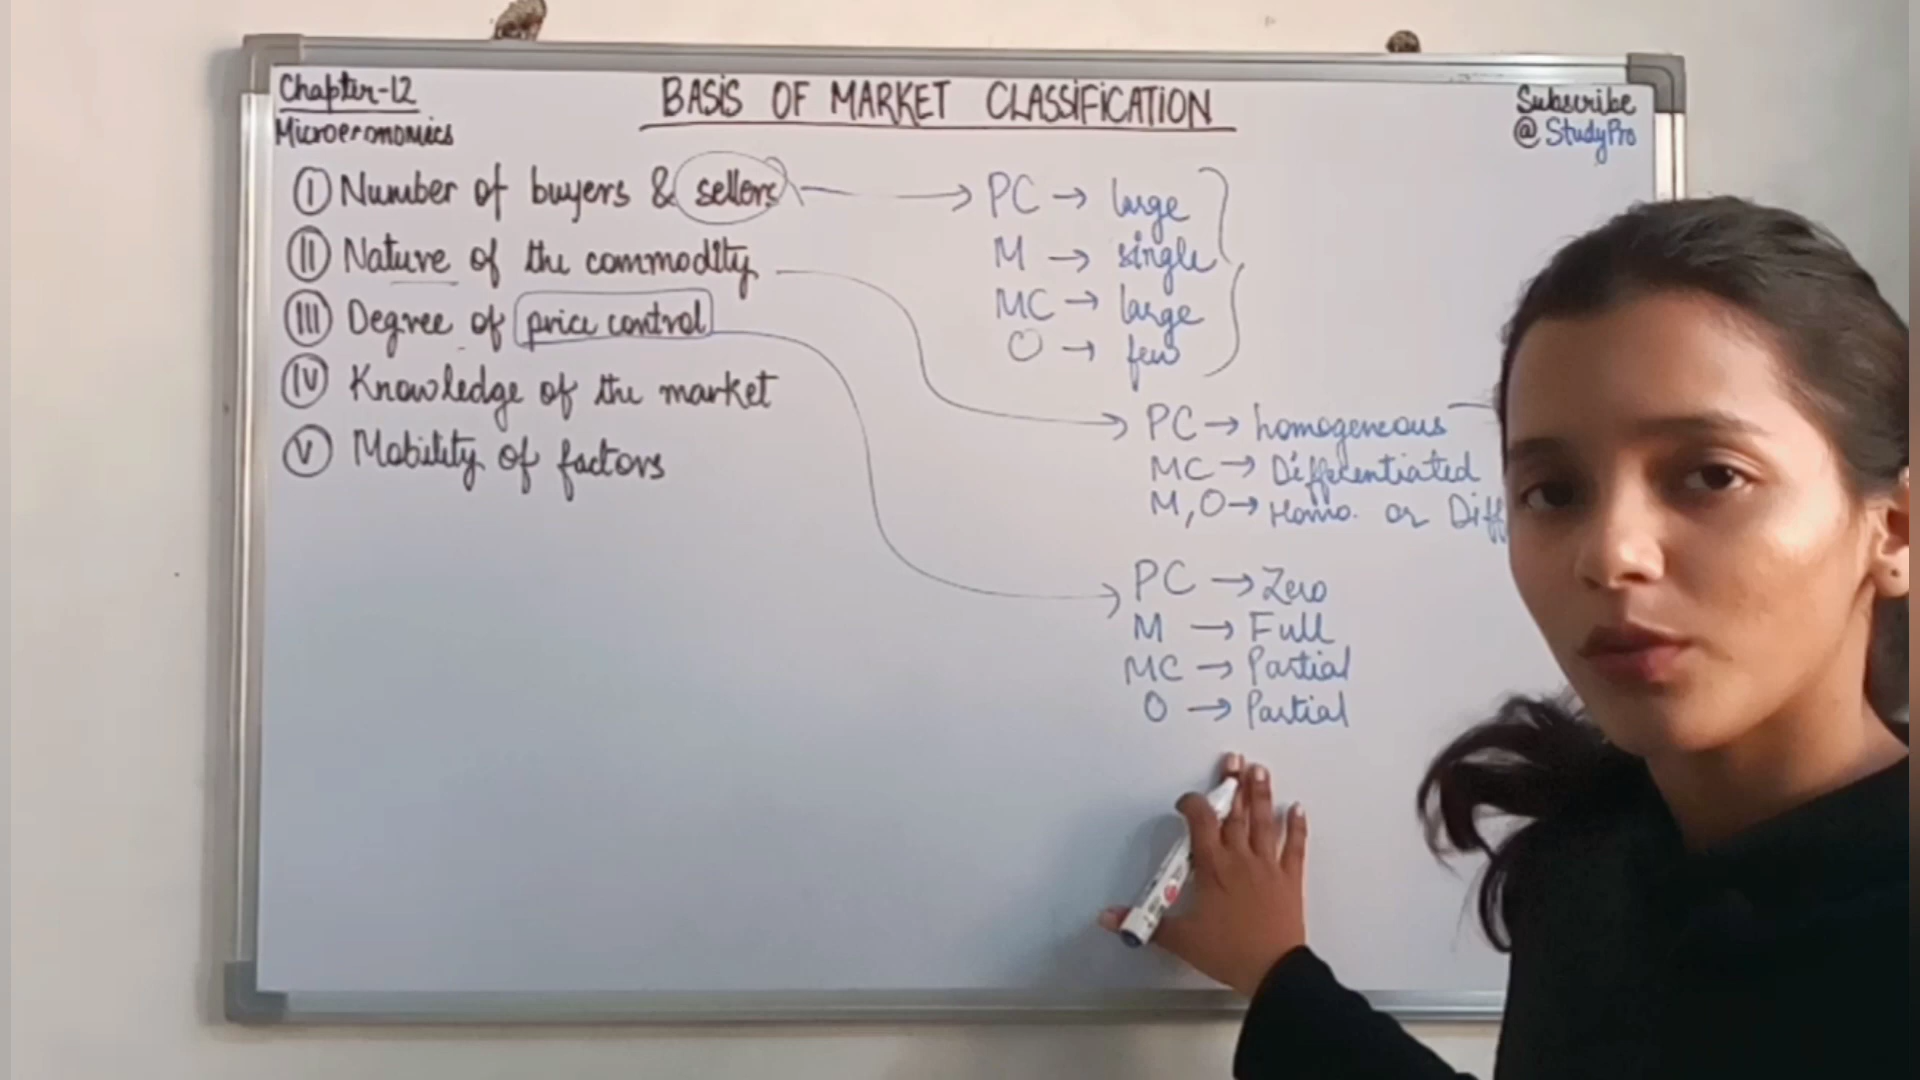 Chapter-12
Microeconomics
BASIS OF MARKET CLASSIFICATION
Subscribe
@ StudyPro
I Number of buyers & sellers
II Nature of the commodity
III Degree of price control
IV Knowledge of the market
V Mobility of factors
PC → large
M → single
MC → large
O → few
PC → homogeneous
MC → Differentiated
M, O → Homo. or Diff
PC → Zero
M → Full
MC → Partial
O → Partial